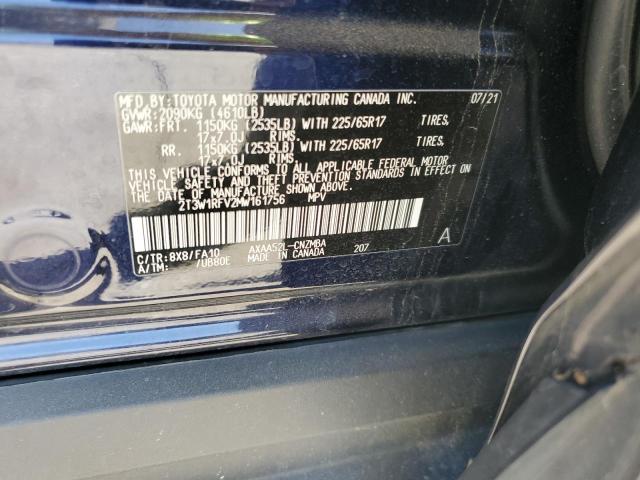 MFD.BY:TOYOTA MOTOR MANUFACTURING CANADA INC. 07/21
GVWR:2090KG (4610LB)
GAWR:FRT. 1150KG (2535LB) WITH 225/65R17 TIRES,
17x7.0J RIMS.
RR. 1150KG (2535LB) WITH 225/65R17 TIRES,
17x7.0J RIMS
THIS VEHICLE CONFORMS TO ALL APPLICABLE FEDERAL MOTOR
VEHICLE SAFETY AND THEFT PREVENTION STANDARDS IN EFFECT ON
THE DATE OF MANUFACTURE SHOWN ABOVE.
2T3W1RFV2MW161756 MPV
C/TR:8X8/FA10 AXAA52L-CNZMBA 207 A
A/TM: /UB80E MADE IN CANADA